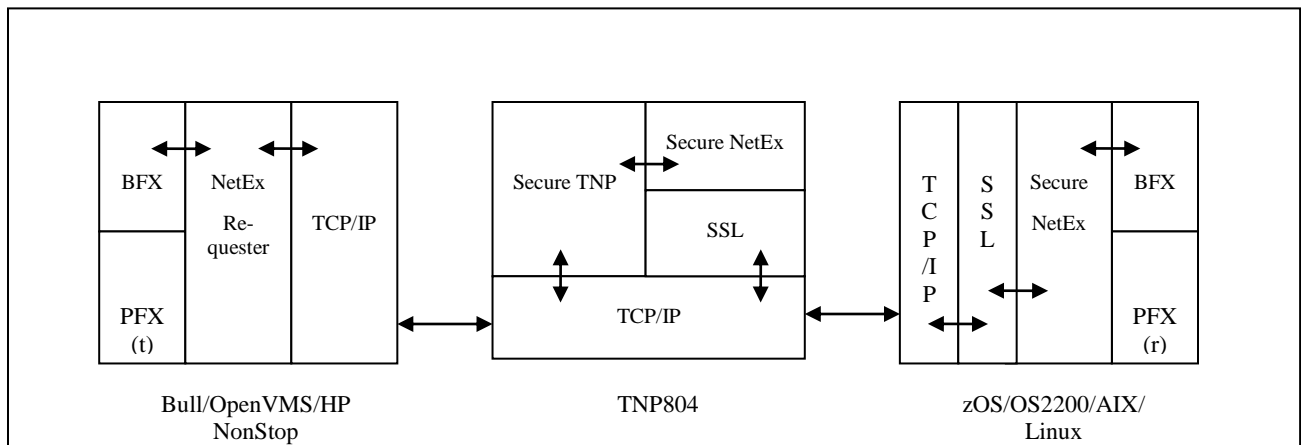 BFX
PFX
(t)
NetEx
Re-
quester
TCP/IP
Bull/OpenVMS/HP
NonStop
Secure TNP
Secure NetEx
SSL
TCP/IP
TNP804
T
C
P
/I
P
S
S
L
Secure
NetEx
BFX
PFX
(r)
zOS/OS2200/AIX/
Linux